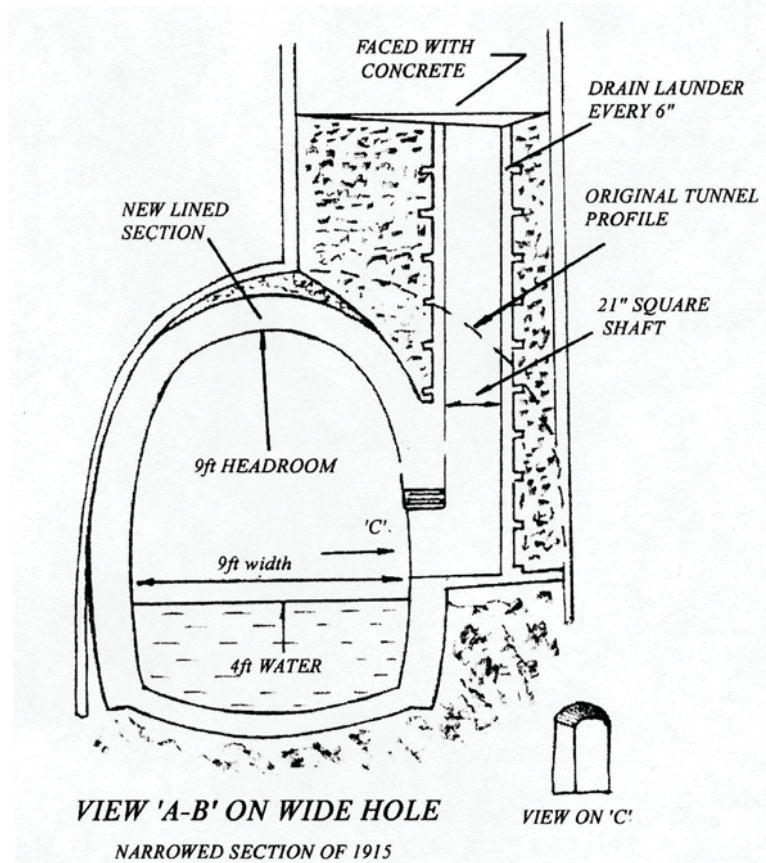 FACED WITH
CONCRETE
DRAIN LAUNDER
EVERY 6"
NEW LINED
SECTION
ORIGINAL TUNNEL
PROFILE
21" SQUARE
SHAFT
9ft HEADROOM
'C'.
9ft width
4ft WATER
VIEW 'A-B' ON WIDE HOLE
NARROWED SECTION OF 1915
VIEW ON 'C'.